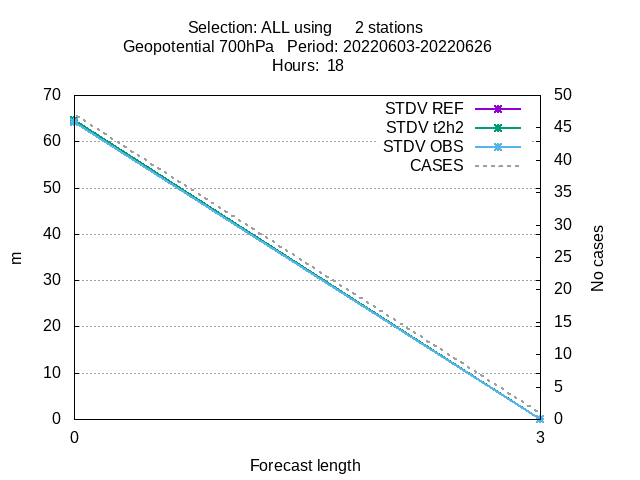 Selection: ALL using     2 stations
Geopotential 700hPa   Period: 20220603-20220626
Hours:  18
70 50
STDV REF
60 45
STDV t2h2
STDV OBS
40
CASES
50 35
40 30
25
m No cases
30 20
20 15
10
10 5
0 0
0 3
Forecast length